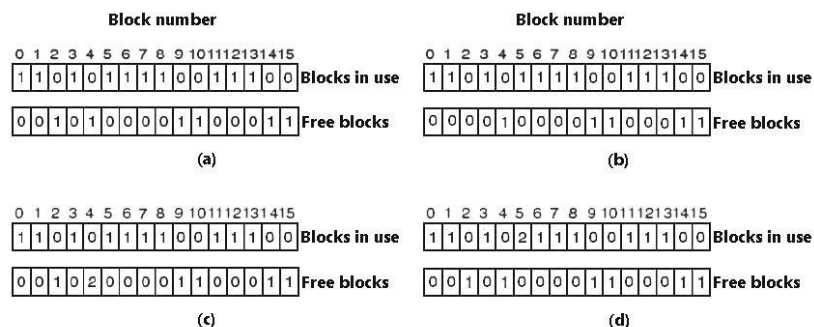 Block number
0 1 2 3 4 5 6 7 8 9 10 11 12 13 14 15
1 1 0 1 0 1 1 1 1 0 0 1 1 1 0 0 Blocks in use
0 0 1 0 1 0 0 0 0 1 1 0 0 0 1 1 Free blocks
(a)
Block number
0 1 2 3 4 5 6 7 8 9 10 11 12 13 14 15
1 1 0 1 0 1 1 1 1 0 0 1 1 1 0 0 Blocks in use
0 0 0 0 1 0 0 0 0 1 1 0 0 0 1 1 Free blocks
(b)
0 1 2 3 4 5 6 7 8 9 10 11 12 13 14 15
1 1 0 1 0 1 1 1 1 0 0 1 1 1 0 0 Blocks in use
0 0 1 0 2 0 0 0 0 1 1 0 0 0 1 1 Free blocks
(c)
0 1 2 3 4 5 6 7 8 9 10 11 12 13 14 15
1 1 0 1 0 2 1 1 1 0 0 1 1 1 0 0 Blocks in use
0 0 1 0 1 0 0 0 0 1 1 0 0 0 1 1 Free blocks
(d)